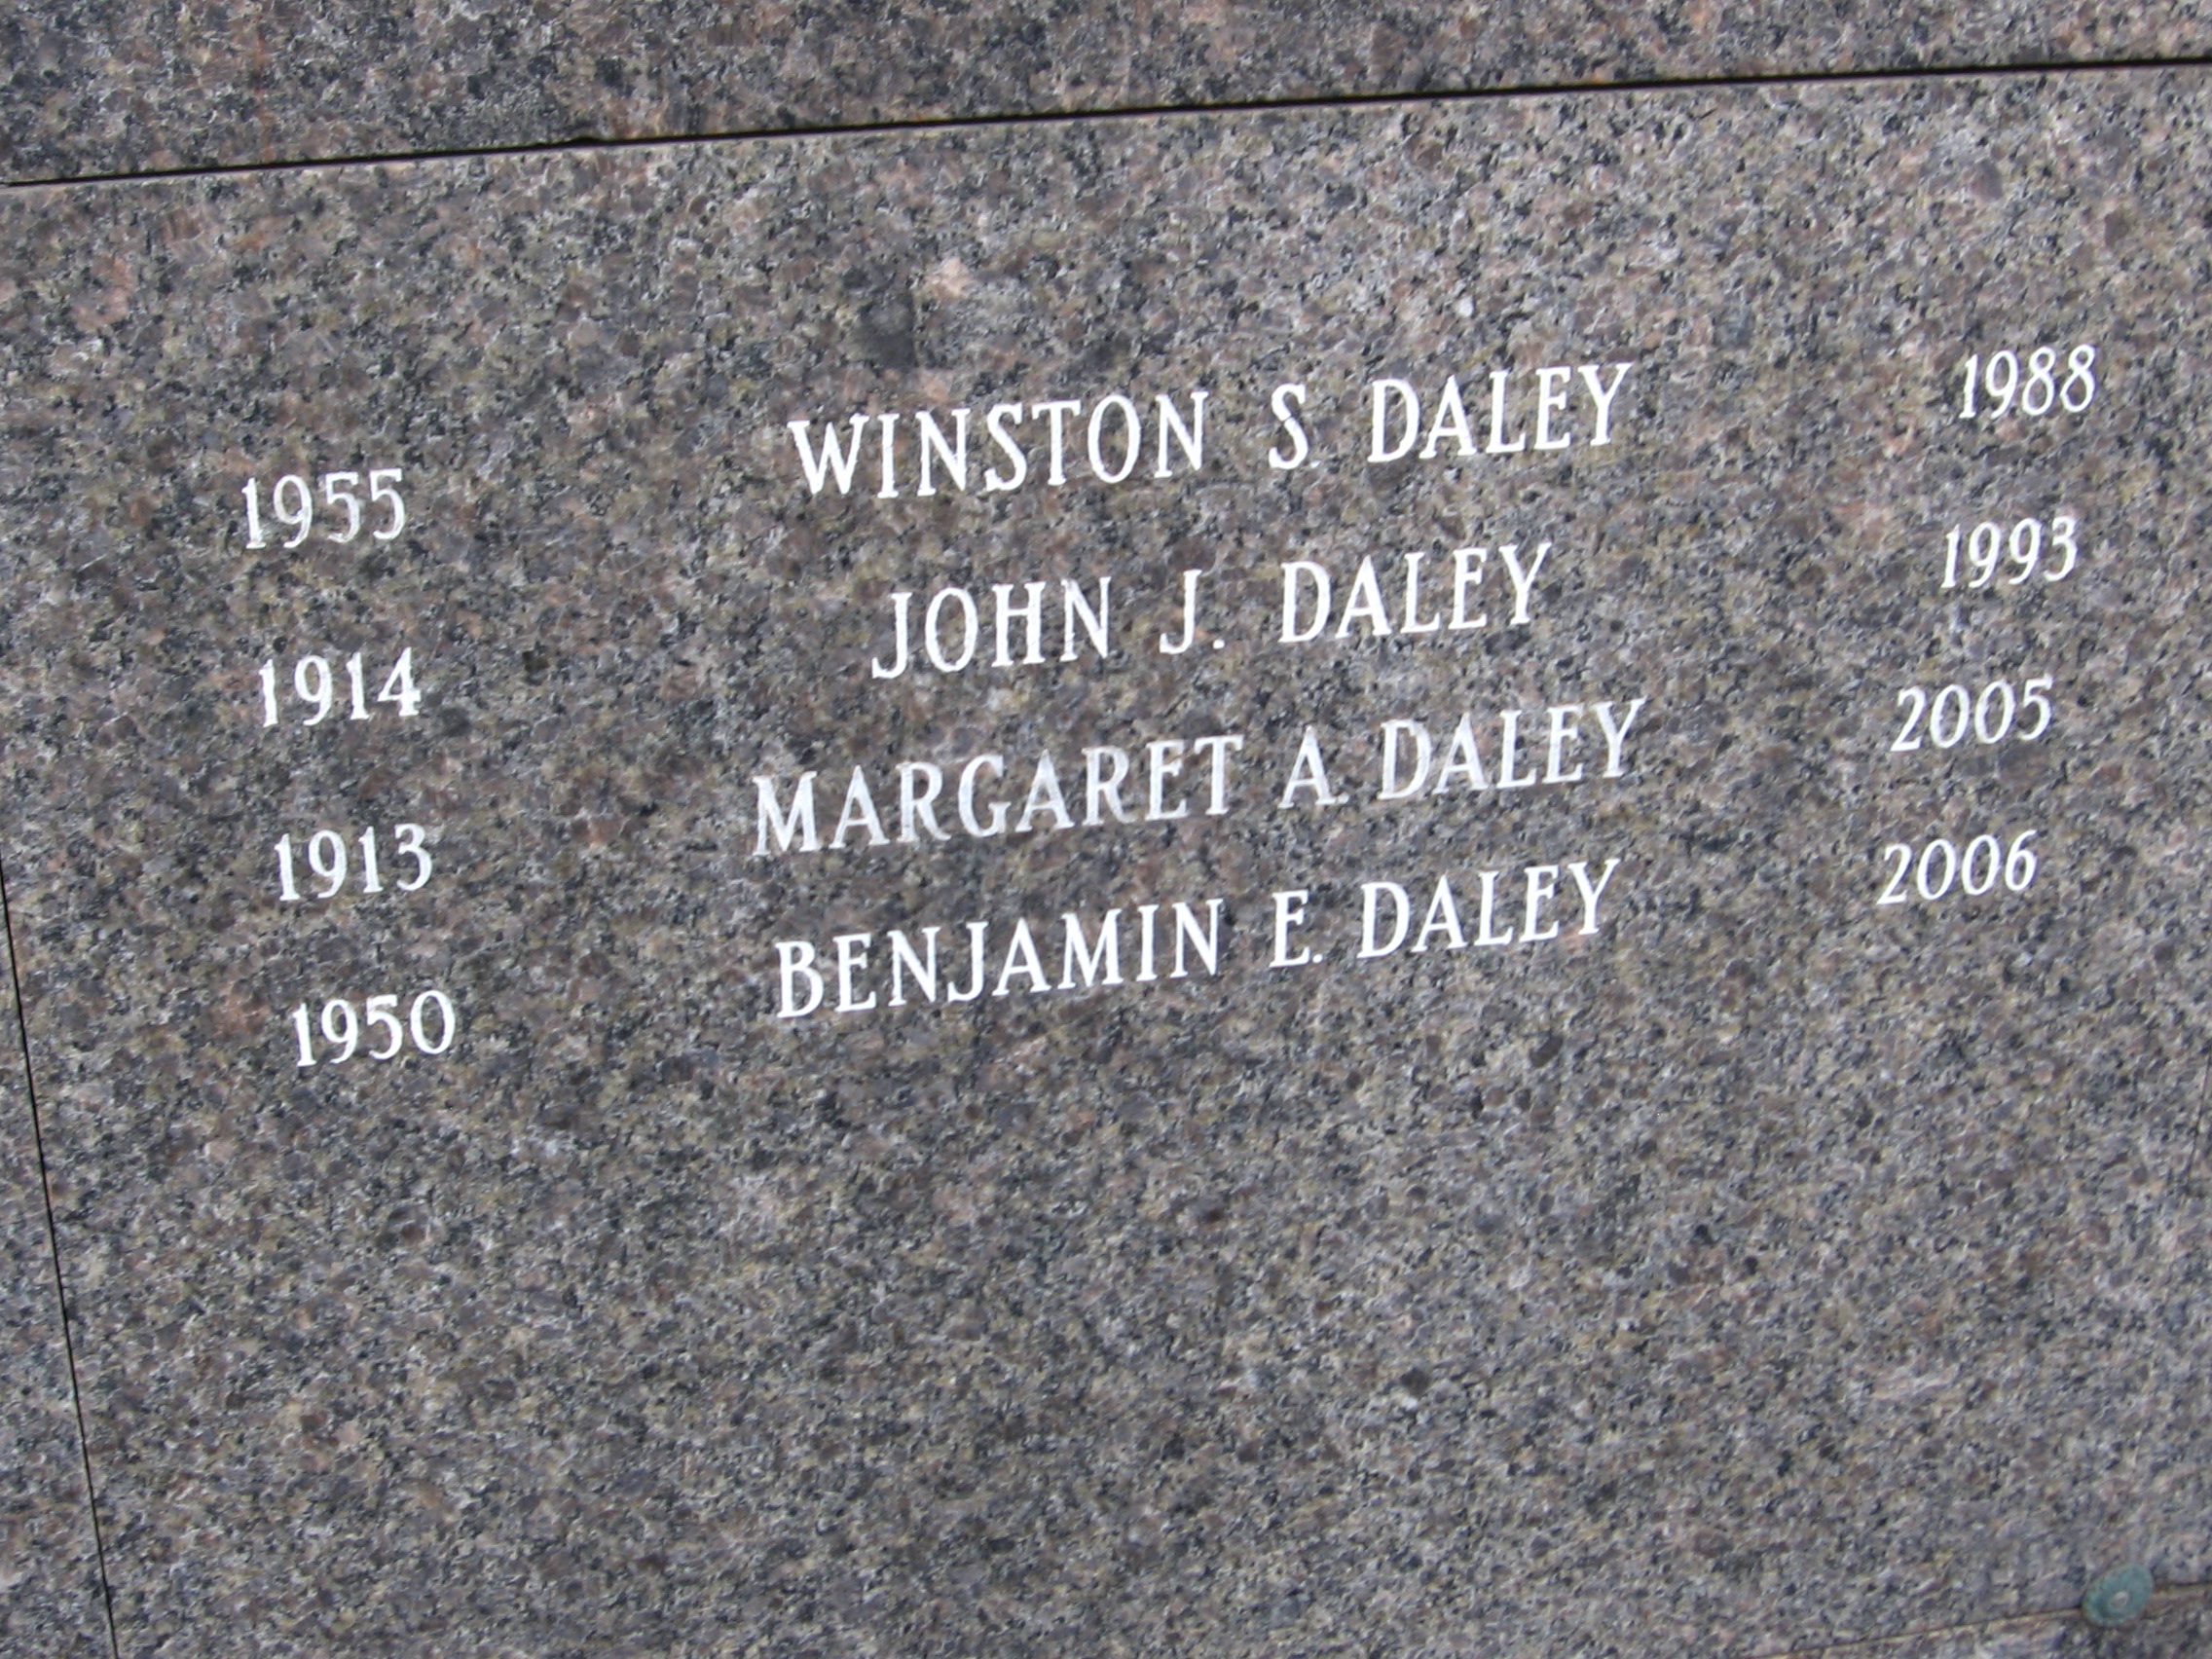 1955 WINSTON S. DALEY 1988
1914 JOHN J. DALEY 1993
1913 MARGARET A. DALEY 2005
1950 BENJAMIN E. DALEY 2006